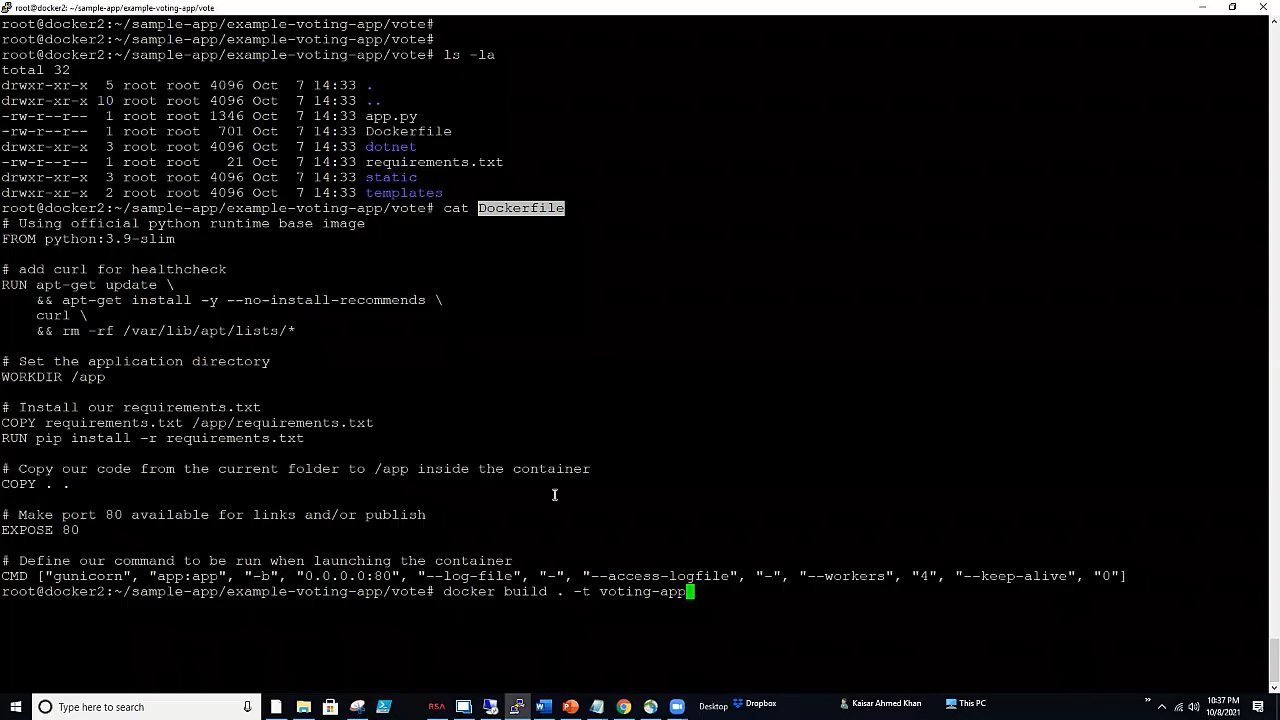 root@docker2:~/sample-app/example-voting-app/vote
root@docker2:~/sample-app/example-voting-app/vote#
root@docker2:~/sample-app/example-voting-app/vote#
root@docker2:~/sample-app/example-voting-app/vote# ls -la
total 32
drwxr-xr-x  5 root root 4096 Oct  7 14:33 .
drwxr-xr-x 10 root root 4096 Oct  7 14:33 ..
-rw-r--r--  1 root root 1346 Oct  7 14:33 app.py
-rw-r--r--  1 root root  701 Oct  7 14:33 Dockerfile
drwxr-xr-x  3 root root 4096 Oct  7 14:33 dotnet
-rw-r--r--  1 root root   21 Oct  7 14:33 requirements.txt
drwxr-xr-x  3 root root 4096 Oct  7 14:33 static
drwxr-xr-x  2 root root 4096 Oct  7 14:33 templates
root@docker2:~/sample-app/example-voting-app/vote# cat Dockerfile
# Using official python runtime base image
FROM python:3.9-slim
# add curl for healthcheck
RUN apt-get update \
    && apt-get install -y --no-install-recommends \
    curl \
    && rm -rf /var/lib/apt/lists/*
# Set the application directory
WORKDIR /app
# Install our requirements.txt
COPY requirements.txt /app/requirements.txt
RUN pip install -r requirements.txt
# Copy our code from the current folder to /app inside the container
COPY . .
# Make port 80 available for links and/or publish
EXPOSE 80
# Define our command to be run when launching the container
CMD ["gunicorn", "app:app", "-b", "0.0.0.0:80", "--log-file", "-", "--access-logfile", "-", "--workers", "4", "--keep-alive", "0"]
root@docker2:~/sample-app/example-voting-app/vote# docker build . -t voting-app
Type here to search
RSA
Desktop
Dropbox
Kaisar Ahmed Khan
This PC
10:37 PM
10/8/2021